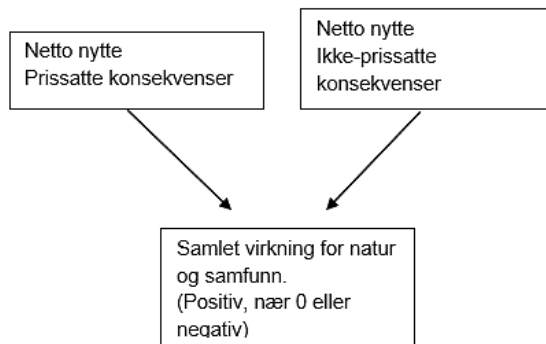 Netto nytte
Prissatte konsekvenser
Netto nytte
Ikke-prissatte
konsekvenser
Samlet virkning for natur
og samfunn.
(Positiv, nær 0 eller
negativ)